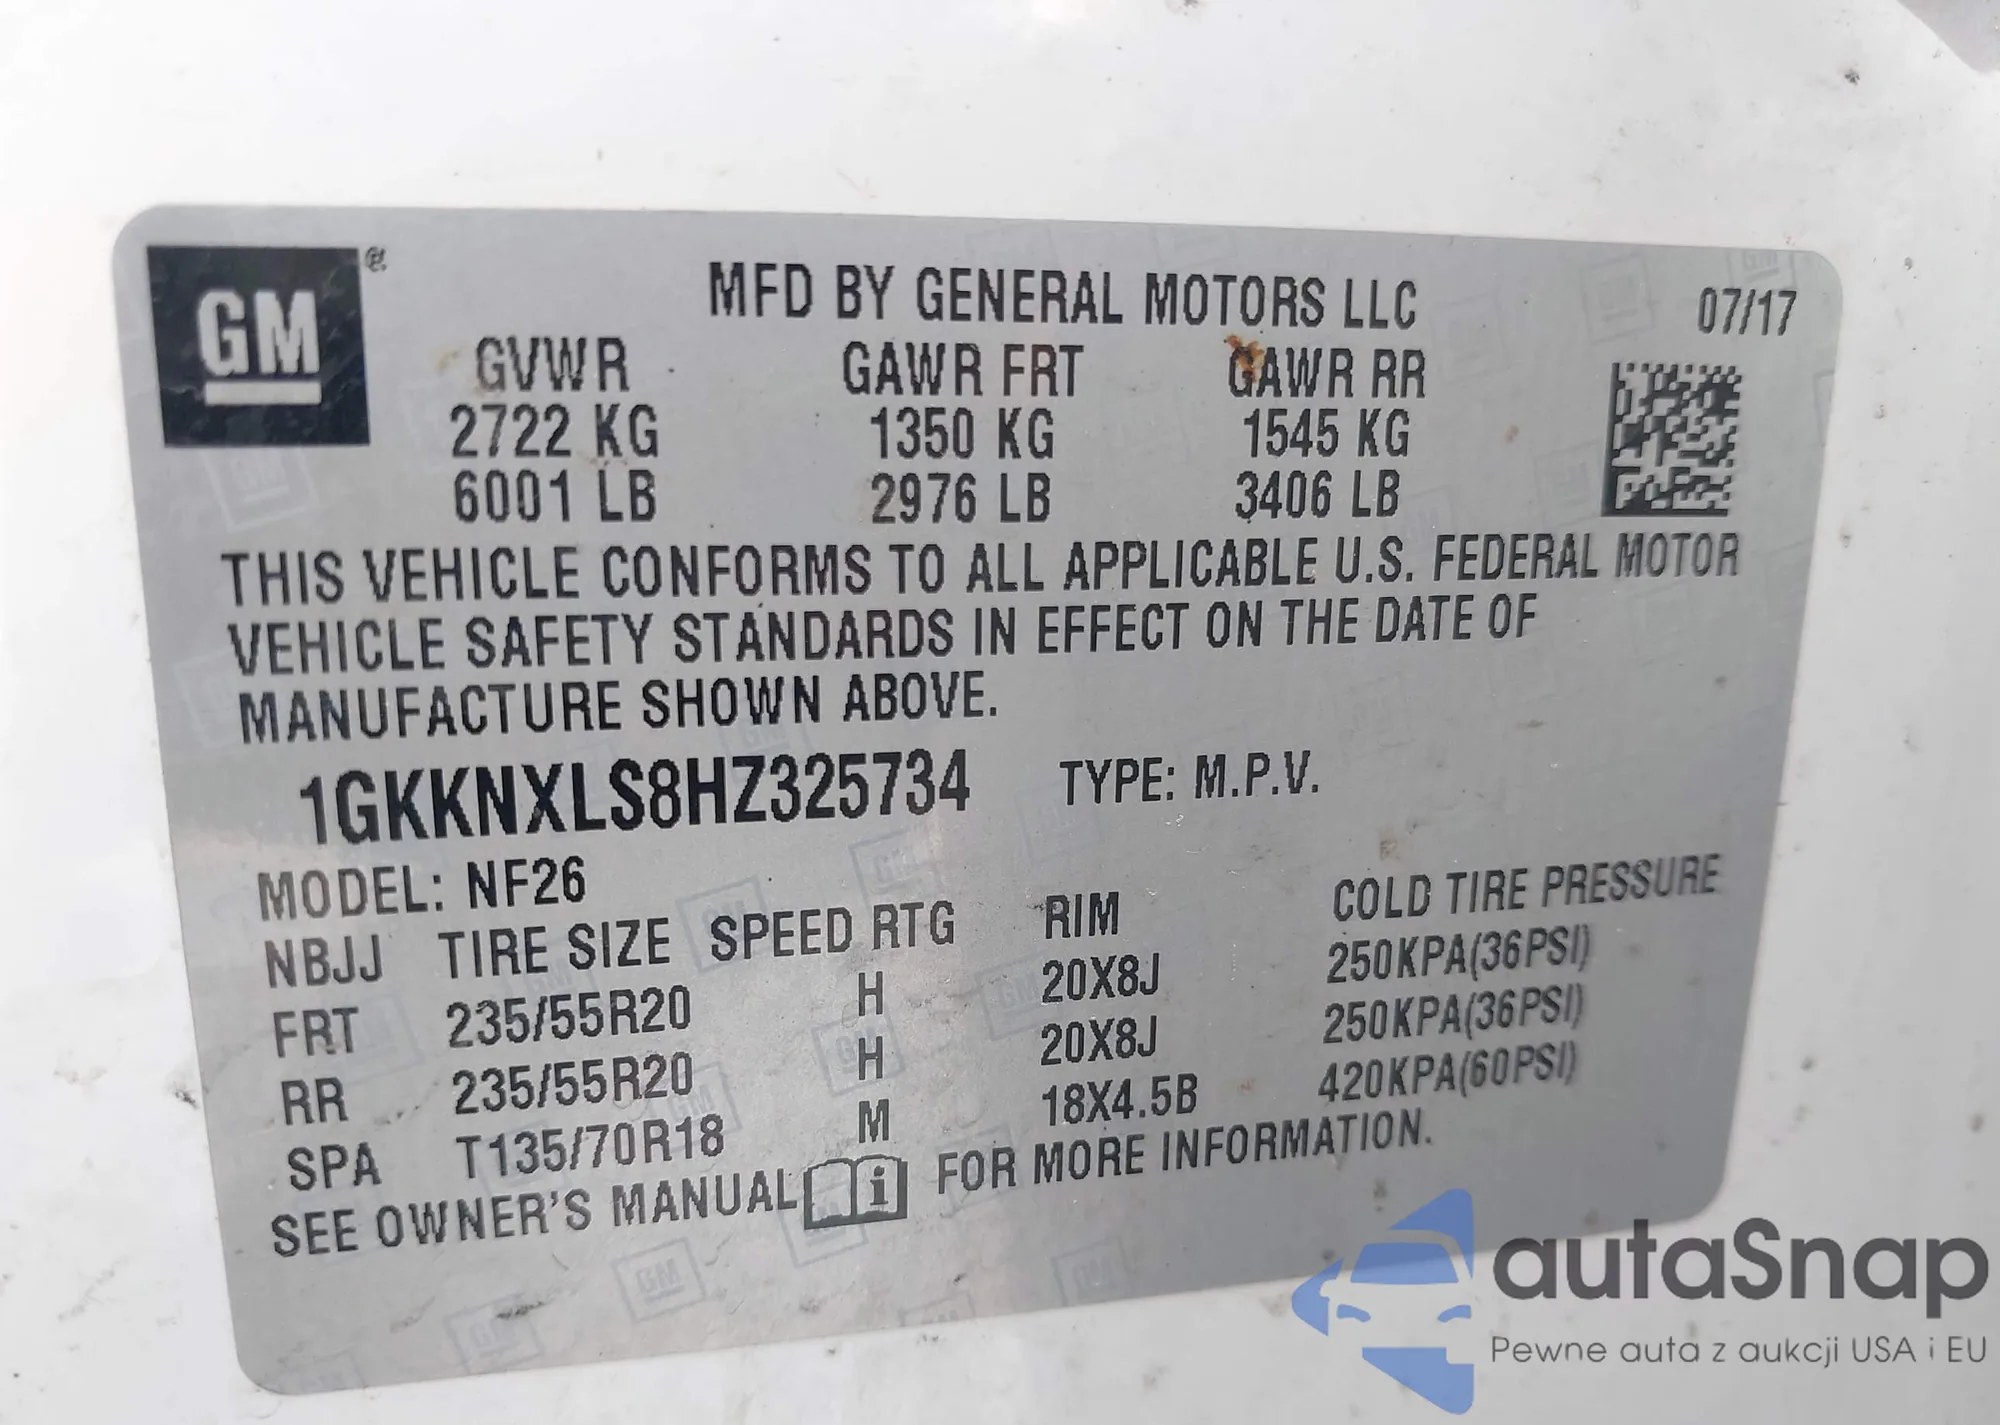 GM®
MFD BY GENERAL MOTORS LLC 07/17
GVWR GAWR FRT GAWR RR
2722 KG 1350 KG 1545 KG
6001 LB 2976 LB 3406 LB
THIS VEHICLE CONFORMS TO ALL APPLICABLE U.S. FEDERAL MOTOR
VEHICLE SAFETY STANDARDS IN EFFECT ON THE DATE OF
MANUFACTURE SHOWN ABOVE.
1GKKNXLS8HZ325734 TYPE: M.P.V.
MODEL: NF26
NBJJ TIRE SIZE SPEED RTG RIM COLD TIRE PRESSURE
FRT 235/55R20 H 20X8J 250KPA(36PSI)
RR 235/55R20 H 20X8J 250KPA(36PSI)
SPA T135/70R18 M 18X4.5B 420KPA(60PSI)
SEE OWNER'S MANUAL i FOR MORE INFORMATION.
autaSnap
Pewne auta z aukcji USA i EU